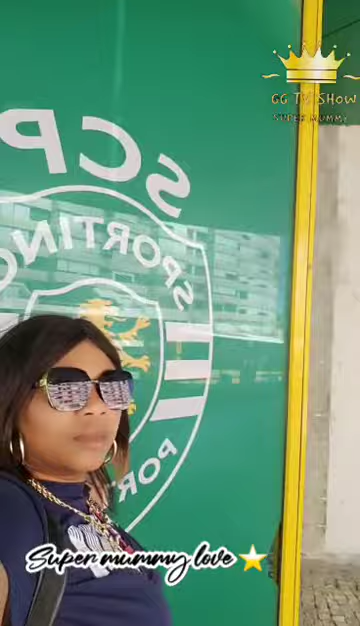 GG TV SHOW
SUPER MUMMY
SCP
SPORTING
POR
Super mummy love